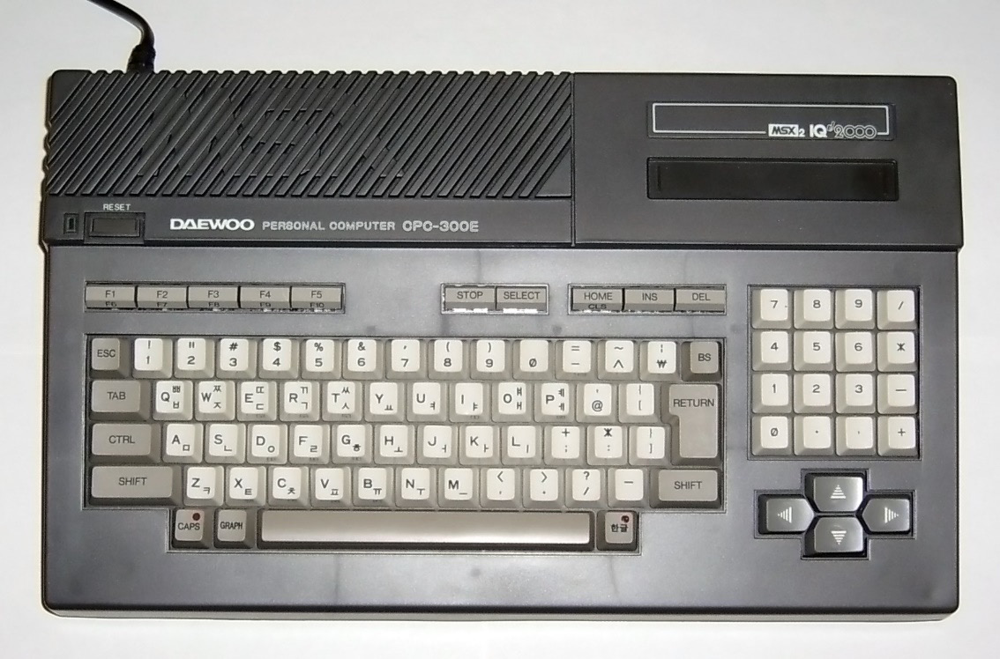 MSX2 IQ 2000
RESET
DAEWOO PERSONAL COMPUTER CPC-300E
F1 F2 F3 F4 F5 STOP SELECT HOME INS DEL
F6 F7 F8 F9 F10 CLS
7 8 9 /
ESC ! 1 " 2 # 3 $ 4 % 5 & 6 ' 7 ( 8 ) 9 0 = - ~ ^ ¦ ₩ BS
4 5 6 *
TAB Q ㅃ ㅂ W ㅉ ㅈ E ㄸ ㄷ R ㄲ ㄱ T ㅆ ㅅ Y ㅛ U ㅕ I ㅑ O ㅒ ㅐ P ㅖ ㅔ ' @ [ RETURN
1 2 3 -
CTRL A ㅁ S ㄴ D ㅇ F ㄹ G ㅎ H ㅗ J ㅓ K ㅏ L ㅣ + ; * : ]
0 . , +
SHIFT Z ㅋ X ㅌ C ㅊ V ㅍ B ㅠ N ㅜ M ㅡ < , > . ? / _ SHIFT
CAPS GRAPH 한글